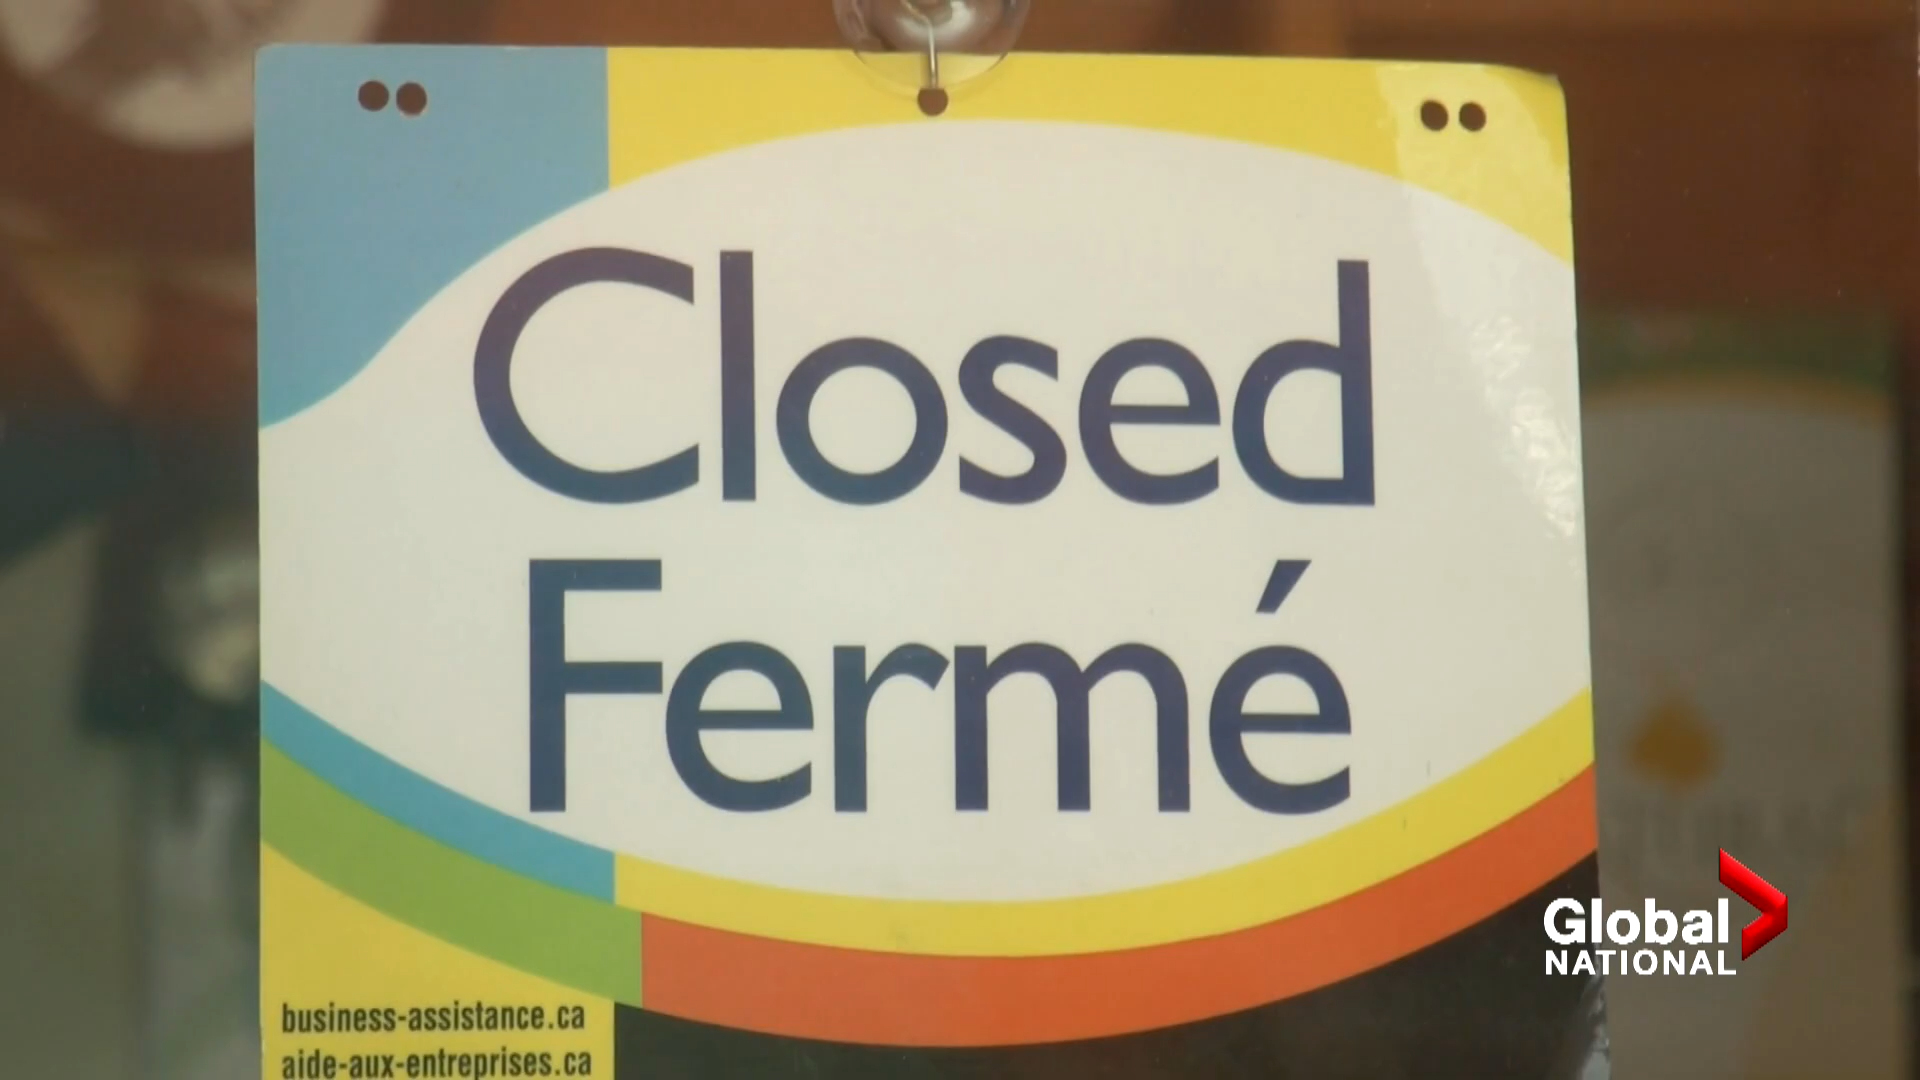 Closed
Fermé
business-assistance.ca
aide-aux-entreprises.ca
Global
NATIONAL